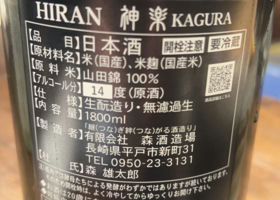 HIRAN 神楽 KAGURA
品目 日本酒 開栓注意 要冷蔵
原材料名 米(国産)、米麹(国産米)
原料米 山田錦 100%
アルコール分 14 度(原酒)
仕込 生酛造り・無濾過生
製造量 1800ml
製造者 「継(つな)ぎ絆(つな)がる酒造り」
有限会社 森酒造場
長崎県平戸市新町31
TEL 0950-23-3131
氏 森 雄太郎